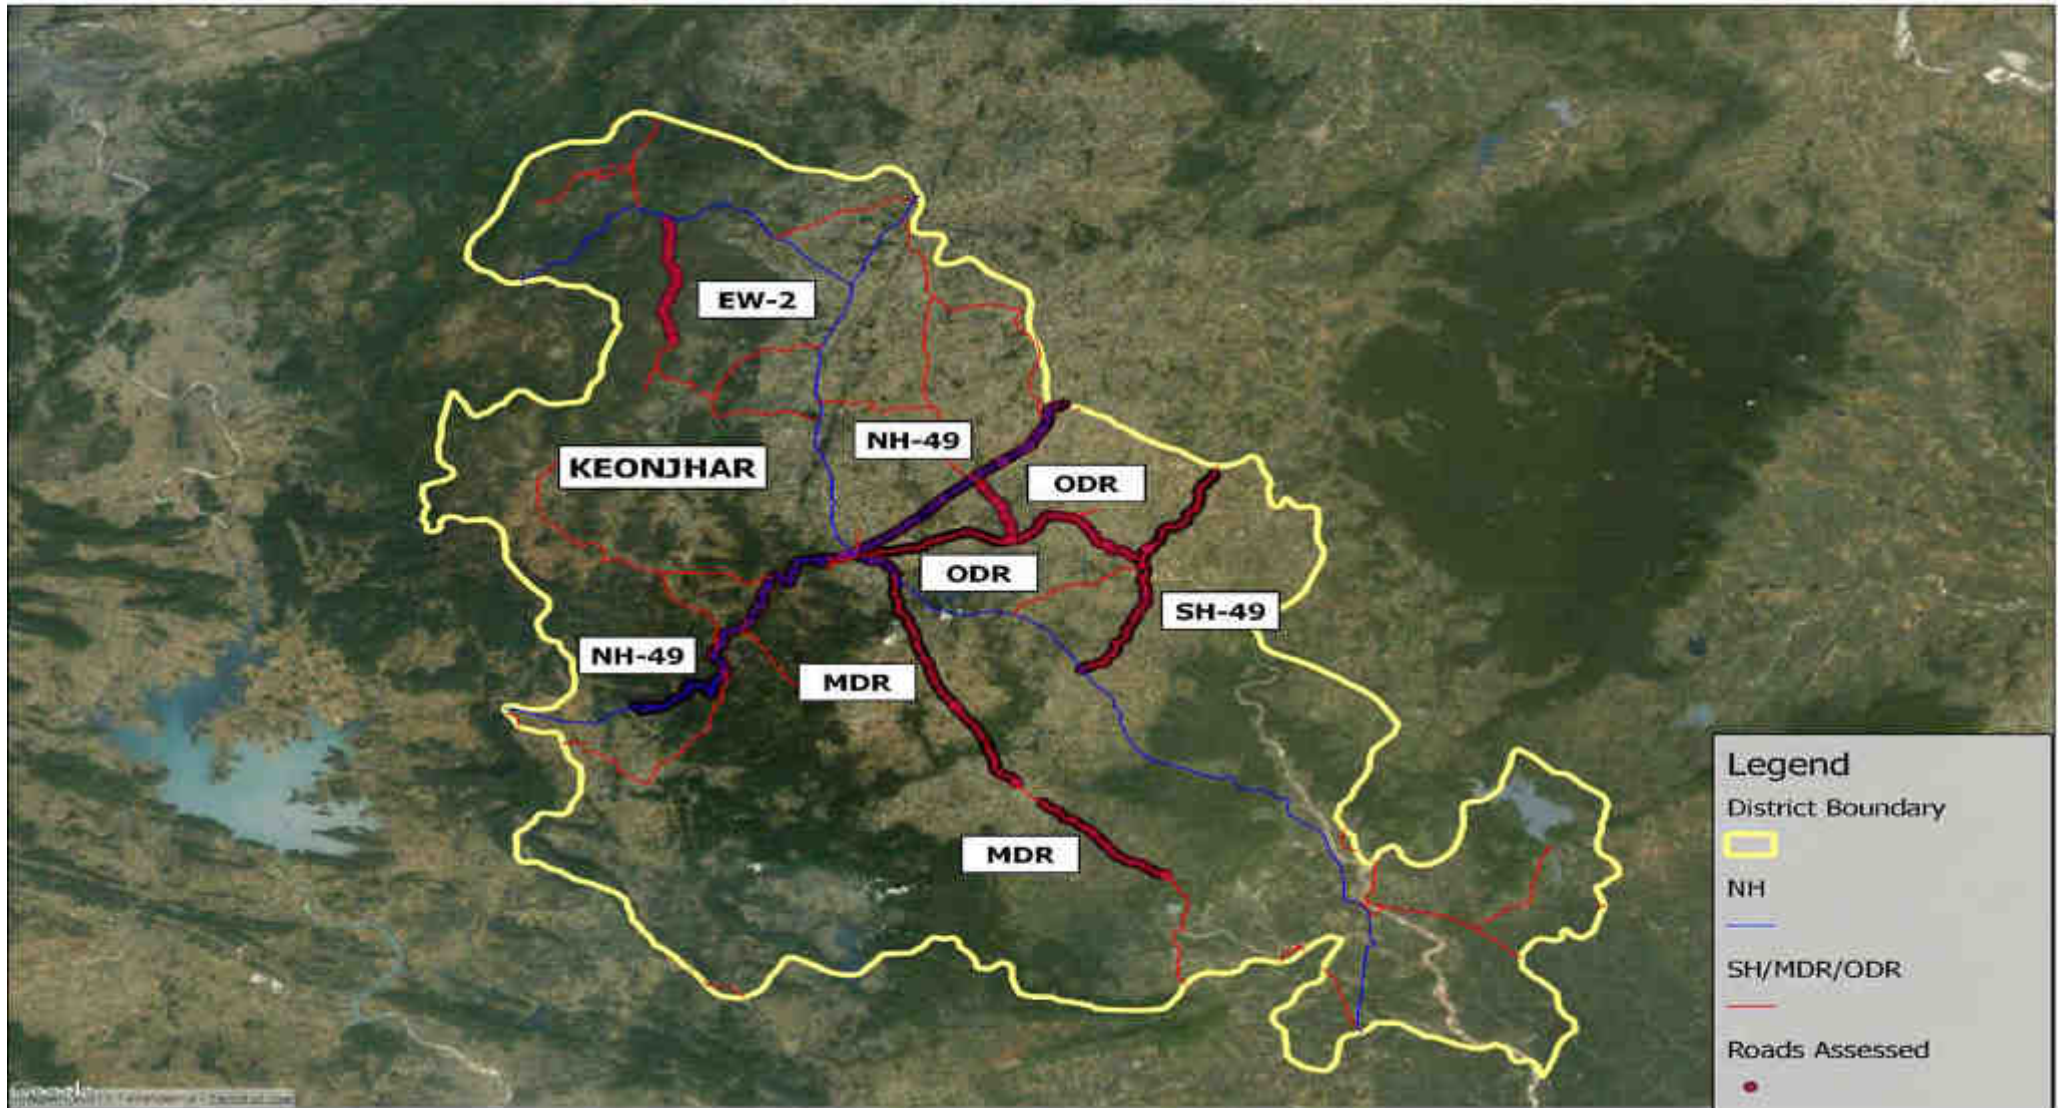 EW-2
NH-49
KEONJHAR
ODR
ODR
SH-49
NH-49
MDR
MDR
Legend
District Boundary
NH
SH/MDR/ODR
Roads Assessed